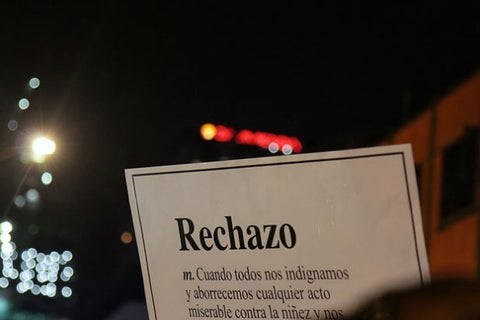 Rechazo
m. Cuando todos nos indignamos
y aborrecemos cualquier acto
miserable contra la niñez y nos